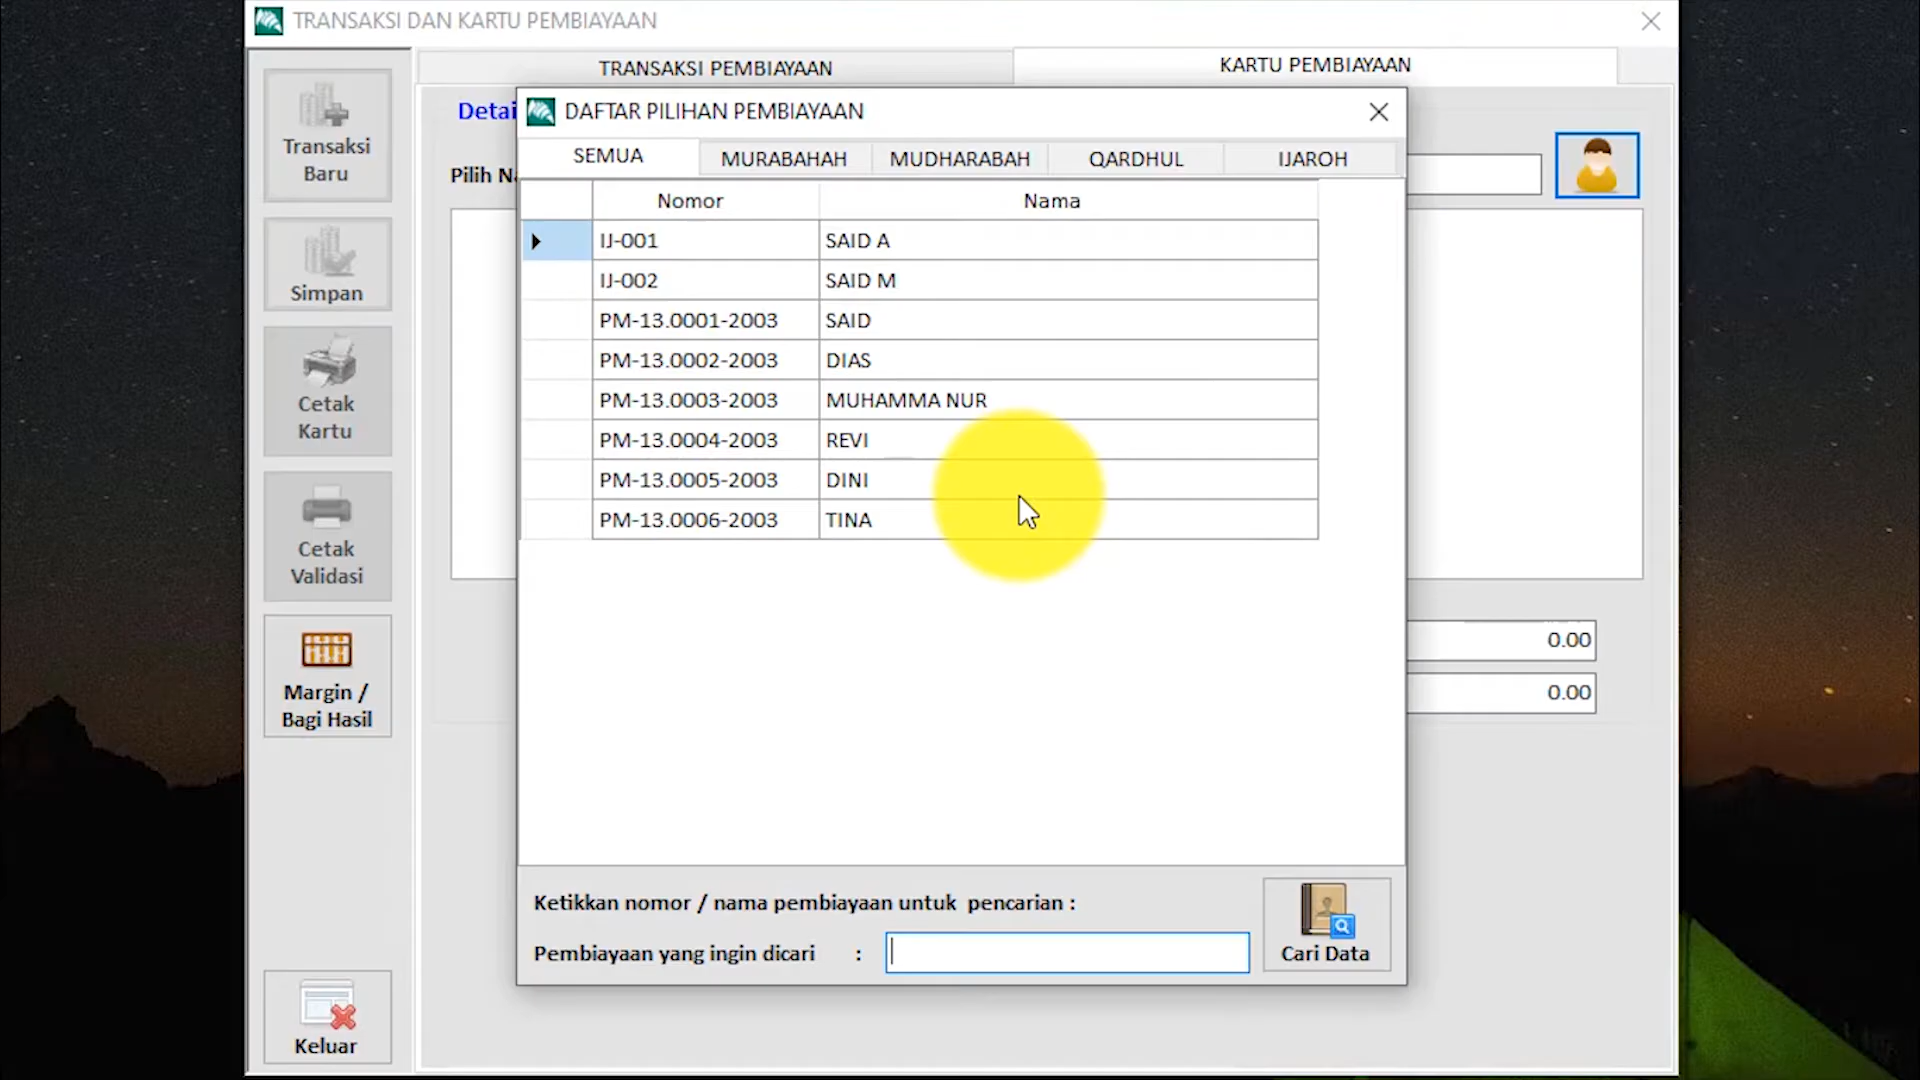 TRANSAKSI DAN KARTU PEMBIAYAAN
TRANSAKSI PEMBIAYAAN
KARTU PEMBIAYAAN
Transaksi
Baru
Simpan
Cetak
Kartu
Cetak
Validasi
Margin /
Bagi Hasil
Keluar
Detai
Pilih Na
DAFTAR PILIHAN PEMBIAYAAN
SEMUA MURABAHAH MUDHARABAH QARDHUL IJAROH
Nomor Nama
IJ-001 SAID A
IJ-002 SAID M
PM-13.0001-2003 SAID
PM-13.0002-2003 DIAS
PM-13.0003-2003 MUHAMMA NUR
PM-13.0004-2003 REVI
PM-13.0005-2003 DINI
PM-13.0006-2003 TINA
0.00
0.00
Ketikkan nomor / nama pembiayaan untuk pencarian :
Pembiayaan yang ingin dicari :
Cari Data